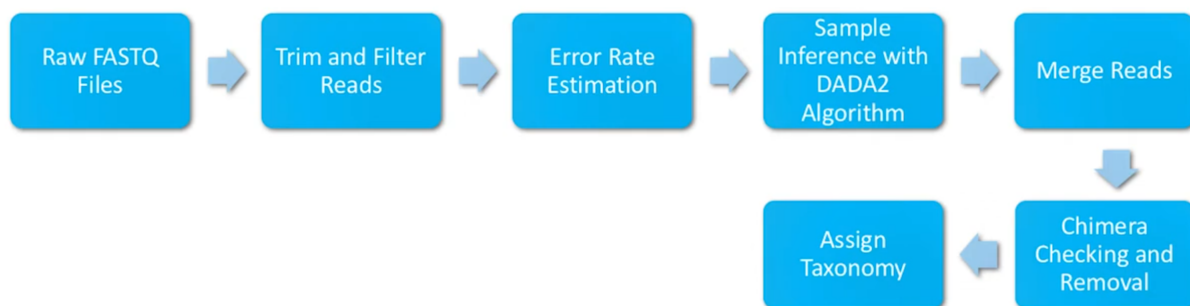 Raw FASTQ
Files
Trim and Filter
Reads
Error Rate
Estimation
Sample
Inference with
DADA2
Algorithm
Merge Reads
Chimera
Checking and
Removal
Assign
Taxonomy